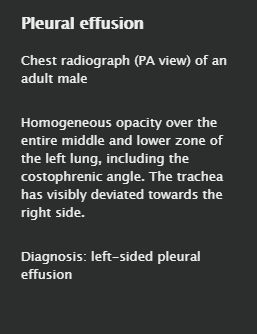 Pleural effusion
Chest radiograph (PA view) of an
adult male
Homogeneous opacity over the
entire middle and lower zone of
the left lung, including the
costophrenic angle. The trachea
has visibly deviated towards the
right side.
Diagnosis: left-sided pleural
effusion